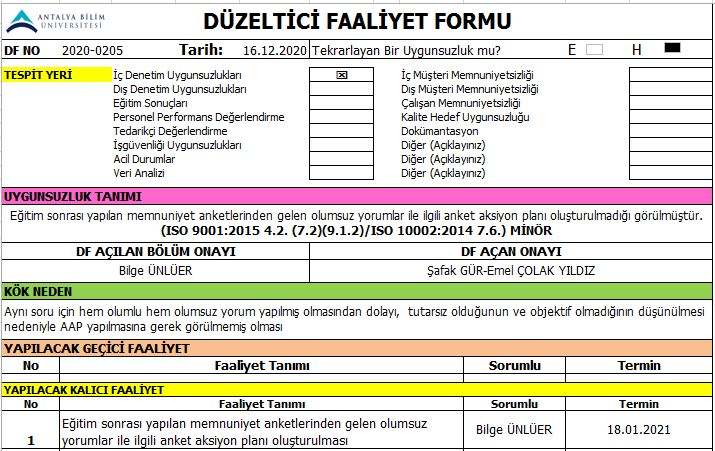 ANTALYA BİLİM
ÜNİVERSİTESİ
DÜZELTİCİ FAALİYET FORMU
DF NO 2020-0205 Tarih: 16.12.2020 Tekrarlayan Bir Uygunsuzluk mu? E H
TESPİT YERİ İç Denetim Uygunsuzlukları ☒ İç Müşteri Memnuniyetsizliği
Dış Denetim Uygunsuzlukları Dış Müşteri Memnuniyetsizliği
Eğitim Sonuçları Çalışan Memnuniyetsizliği
Personel Performans Değerlendirme Kalite Hedef Uygunsuzluğu
Tedarikçi Değerlendirme Dokümantasyon
İşgüvenliği Uygunsuzlukları Diğer (Açıklayınız)
Acil Durumlar Diğer (Açıklayınız)
Veri Analizi Diğer (Açıklayınız)
UYGUNSUZLUK TANIMI
Eğitim sonrası yapılan memnuniyet anketlerinden gelen olumsuz yorumlar ile ilgili anket aksiyon planı oluşturulmadığı görülmüştür.
(ISO 9001:2015 4.2. (7.2)(9.1.2)/ISO 10002:2014 7.6.) MİNÖR
DF AÇILAN BÖLÜM ONAYI DF AÇAN ONAYI
Bilge ÜNLÜER Şafak GÜR-Emel ÇOLAK YILDIZ
KÖK NEDEN
Aynı soru için hem olumlu hem olumsuz yorum yapılmış olmasından dolayı, tutarsız olduğunun ve objektif olmadığının düşünülmesi
nedeniyle AAP yapılmasına gerek görülmemiş olması
YAPILACAK GEÇİCİ FAALİYET
No Faaliyet Tanımı Sorumlu Termin
YAPILACAK KALICI FAALİYET
No Faaliyet Tanımı Sorumlu Termin
Eğitim sonrası yapılan memnuniyet anketlerinden gelen olumsuz
1 yorumlar ile ilgili anket aksiyon planı oluşturulması Bilge ÜNLÜER 18.01.2021